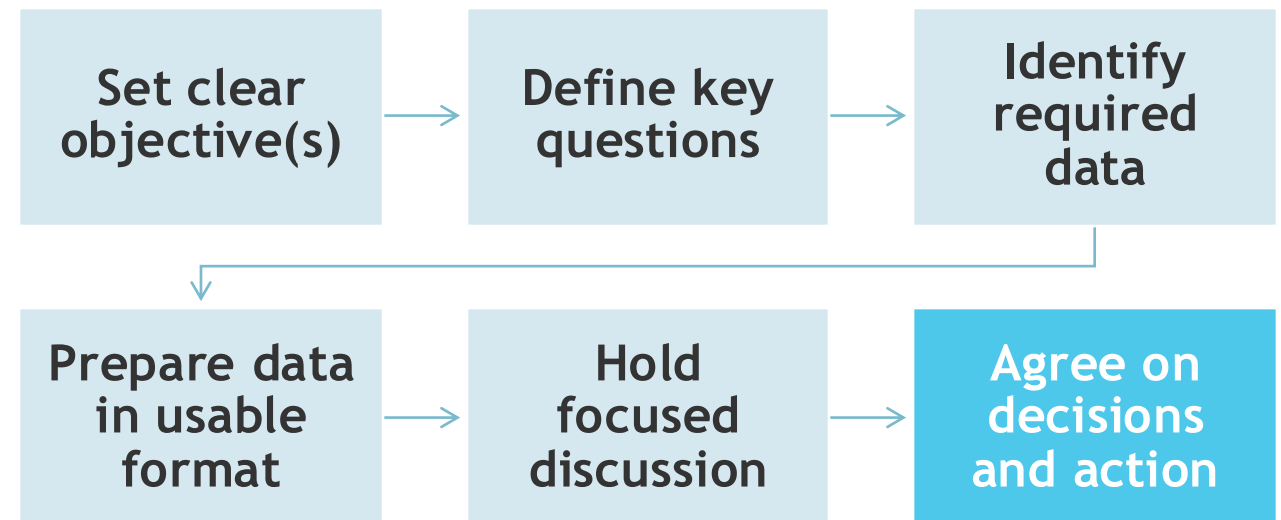 Set clear
objective(s)
Define key
questions
Identify
required
data
Prepare data
in usable
format
Hold
focused
discussion
Agree on
decisions
and action